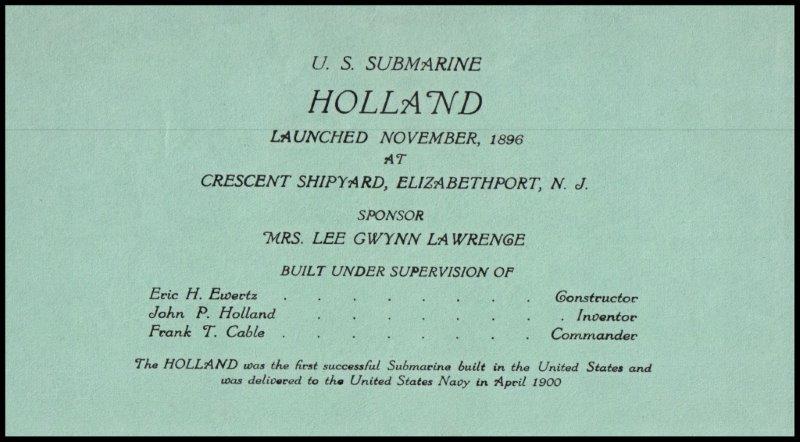 U. S. SUBMARINE
HOLLAND
LAUNCHED NOVEMBER, 1896
AT
CRESCENT SHIPYARD, ELIZABETHPORT, N. J.
SPONSOR
MRS. LEE GWYNN LAWRENCE
BUILT UNDER SUPERVISION OF
Eric H. Ewertz . . . . . . . . Constructor
John P. Holland . . . . . . . . Inventor
Frank T. Cable . . . . . . . . Commander
The HOLLAND was the first successful Submarine built in the United States and
was delivered to the United States Navy in April 1900